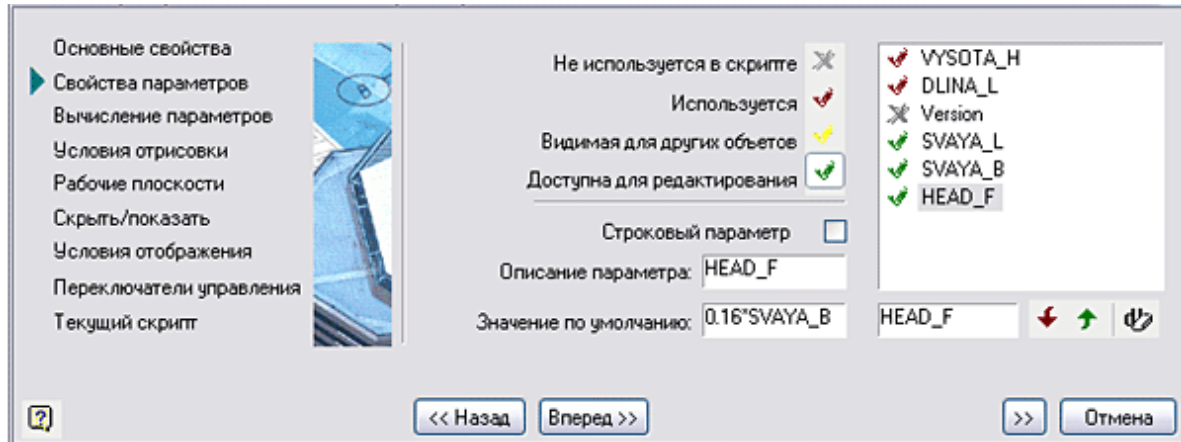 Основные свойства
Свойства параметров
Вычисление параметров
Условия отрисовки
Рабочие плоскости
Скрыть/показать
Условия отображения
Переключатели управления
Текущий скрипт
Не используется в скрипте
Используется
Видимая для других объетов
Доступна для редактирования
Строковый параметр
Описание параметра: HEAD_F
Значение по умолчанию: 0.16*SVAYA_B
VYSOTA_H
DLINA_L
Version
SVAYA_L
SVAYA_B
HEAD_F
HEAD_F
<< Назад Вперед >> >> Отмена